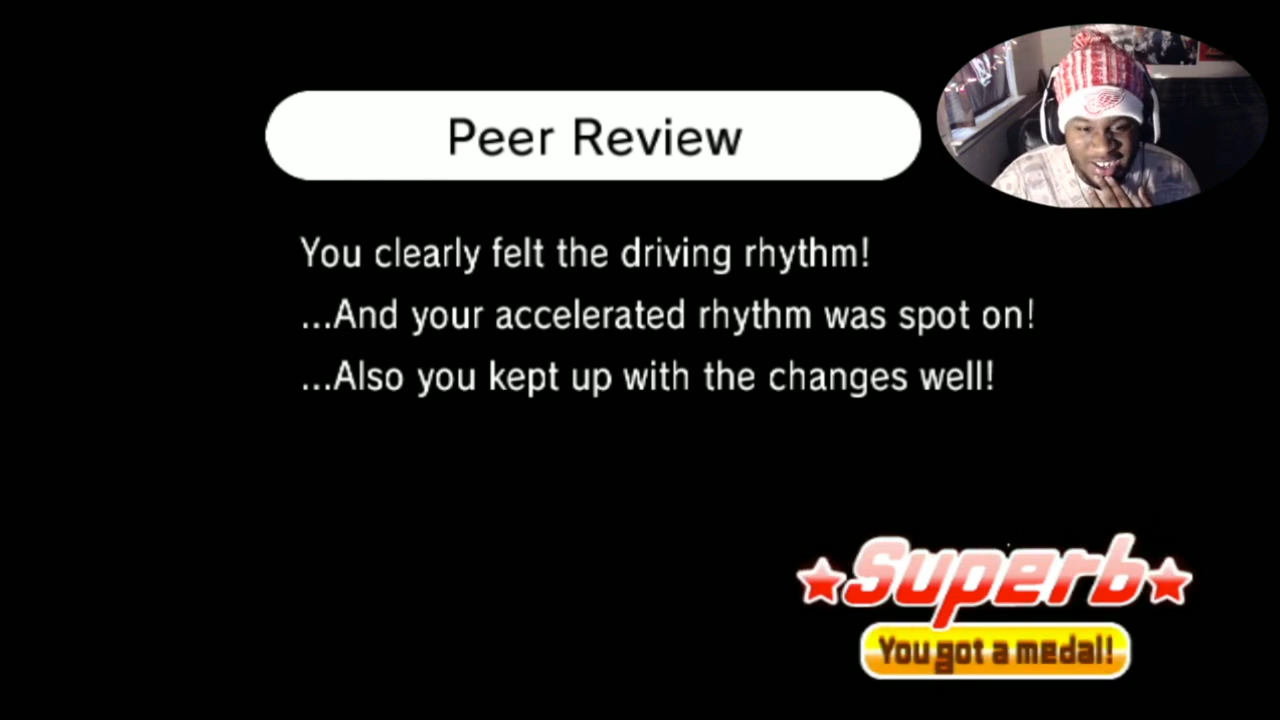 Peer Review
You clearly felt the driving rhythm!
...And your accelerated rhythm was spot on!
...Also you kept up with the changes well!
Superb
You got a medal!